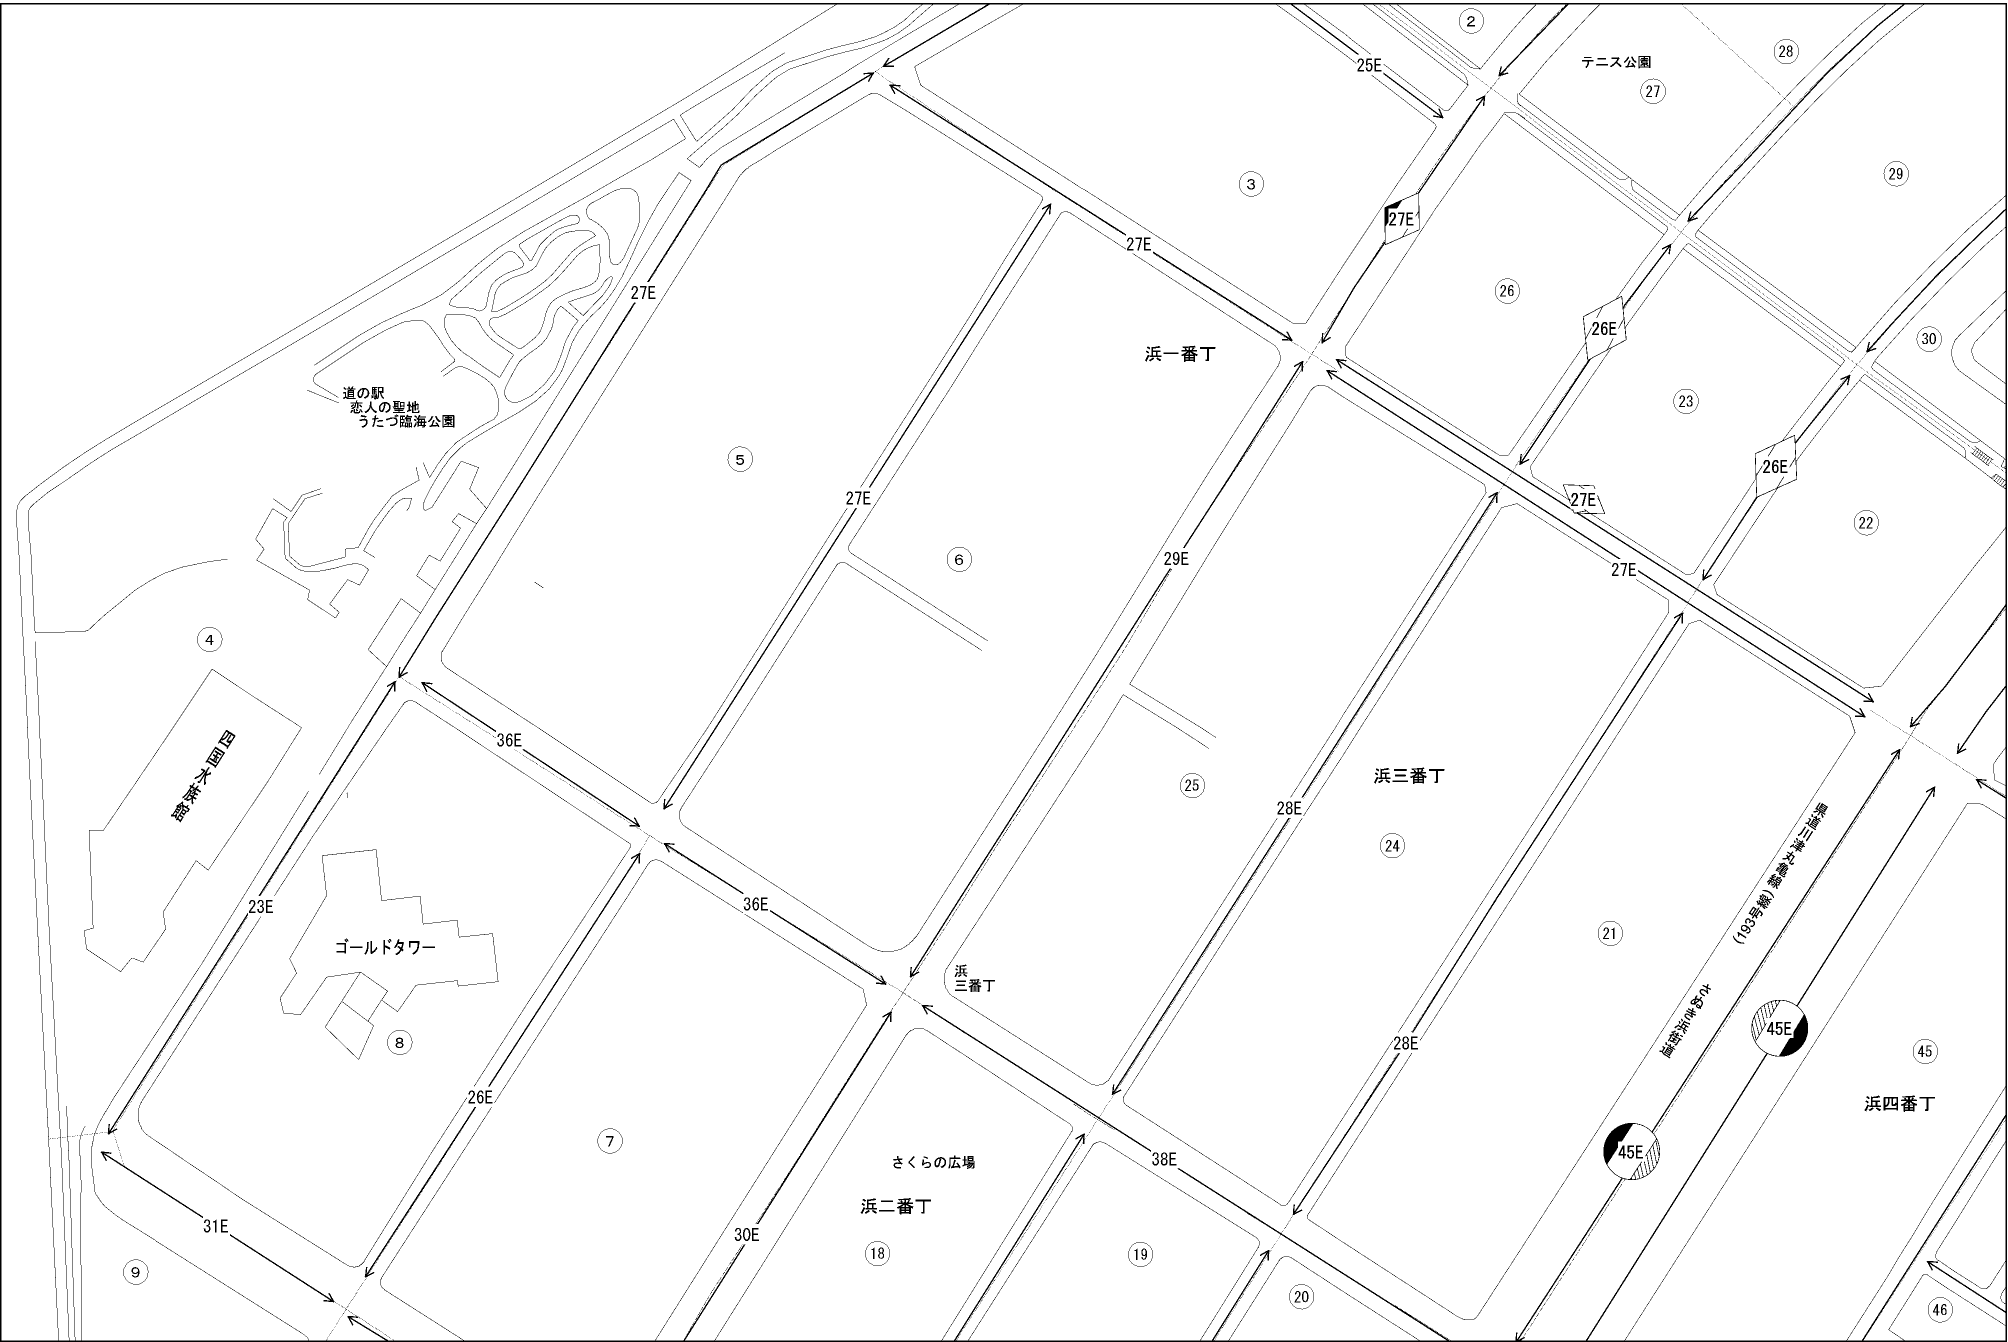 ②
25E
テニス公園
㉗
㉘
③
27E
㉙
27E
27E
㉖
26E
㉚
浜一番丁
道の駅
恋人の聖地
うたづ臨海公園
㉓
⑤
27E
27E
26E
㉒
⑥
29E
27E
④
四国水族館
36E
浜三番丁
㉕
28E
㉔
県道川津丸亀線(193号線)
さぬき浜街道
36E
23E
㉑
ゴールドタワー
浜
三番丁
⑧
28E
45E
㊺
26E
浜四番丁
⑦
さくらの広場
38E
45E
浜二番丁
31E
30E
⑱
⑲
⑨
⑳
㊻